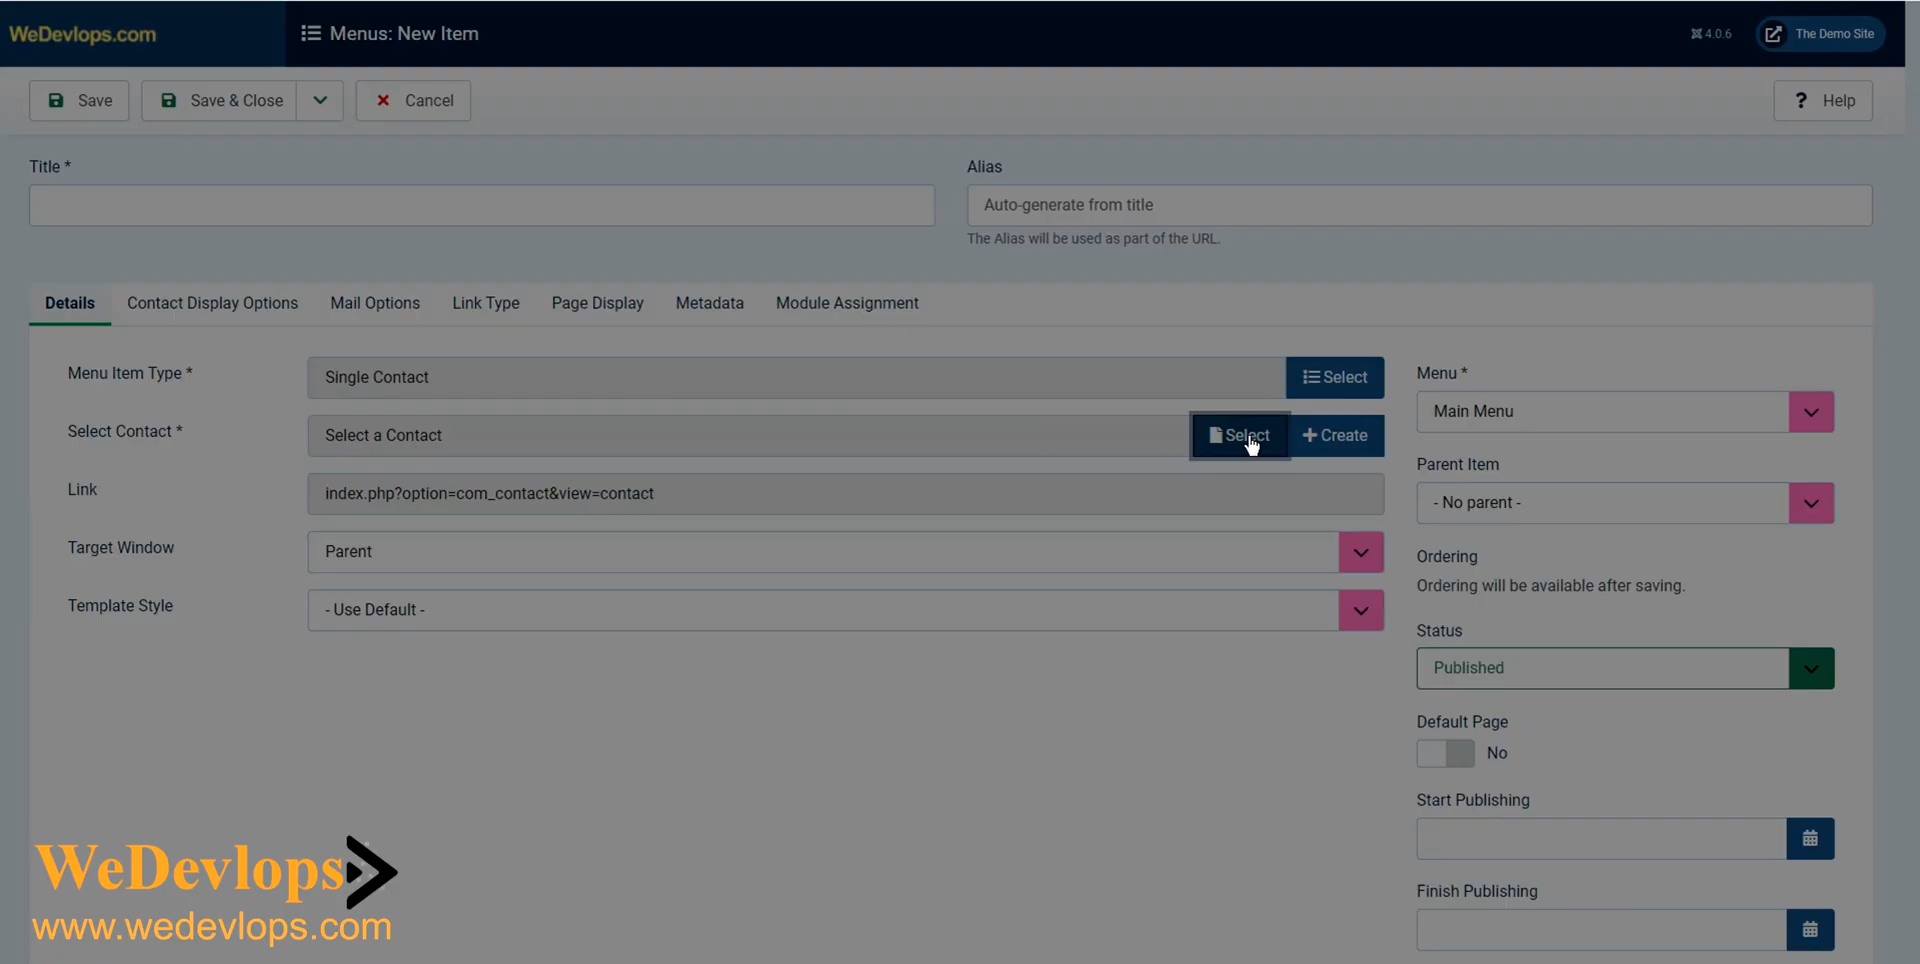 WeDevlops.com
Menus: New Item
4.0.6
The Demo Site
Save
Save & Close
Cancel
? Help
Title *
Alias
Auto-generate from title
The Alias will be used as part of the URL.
Details
Contact Display Options
Mail Options
Link Type
Page Display
Metadata
Module Assignment
Menu Item Type *
Single Contact
Select
Select Contact *
Select a Contact
Select
Create
Link
index.php?option=com_contact&view=contact
Target Window
Parent
Template Style
- Use Default -
Menu *
Main Menu
Parent Item
- No parent -
Ordering
Ordering will be available after saving.
Status
Published
Default Page
No
Start Publishing
Finish Publishing
WeDevlops
www.wedevlops.com